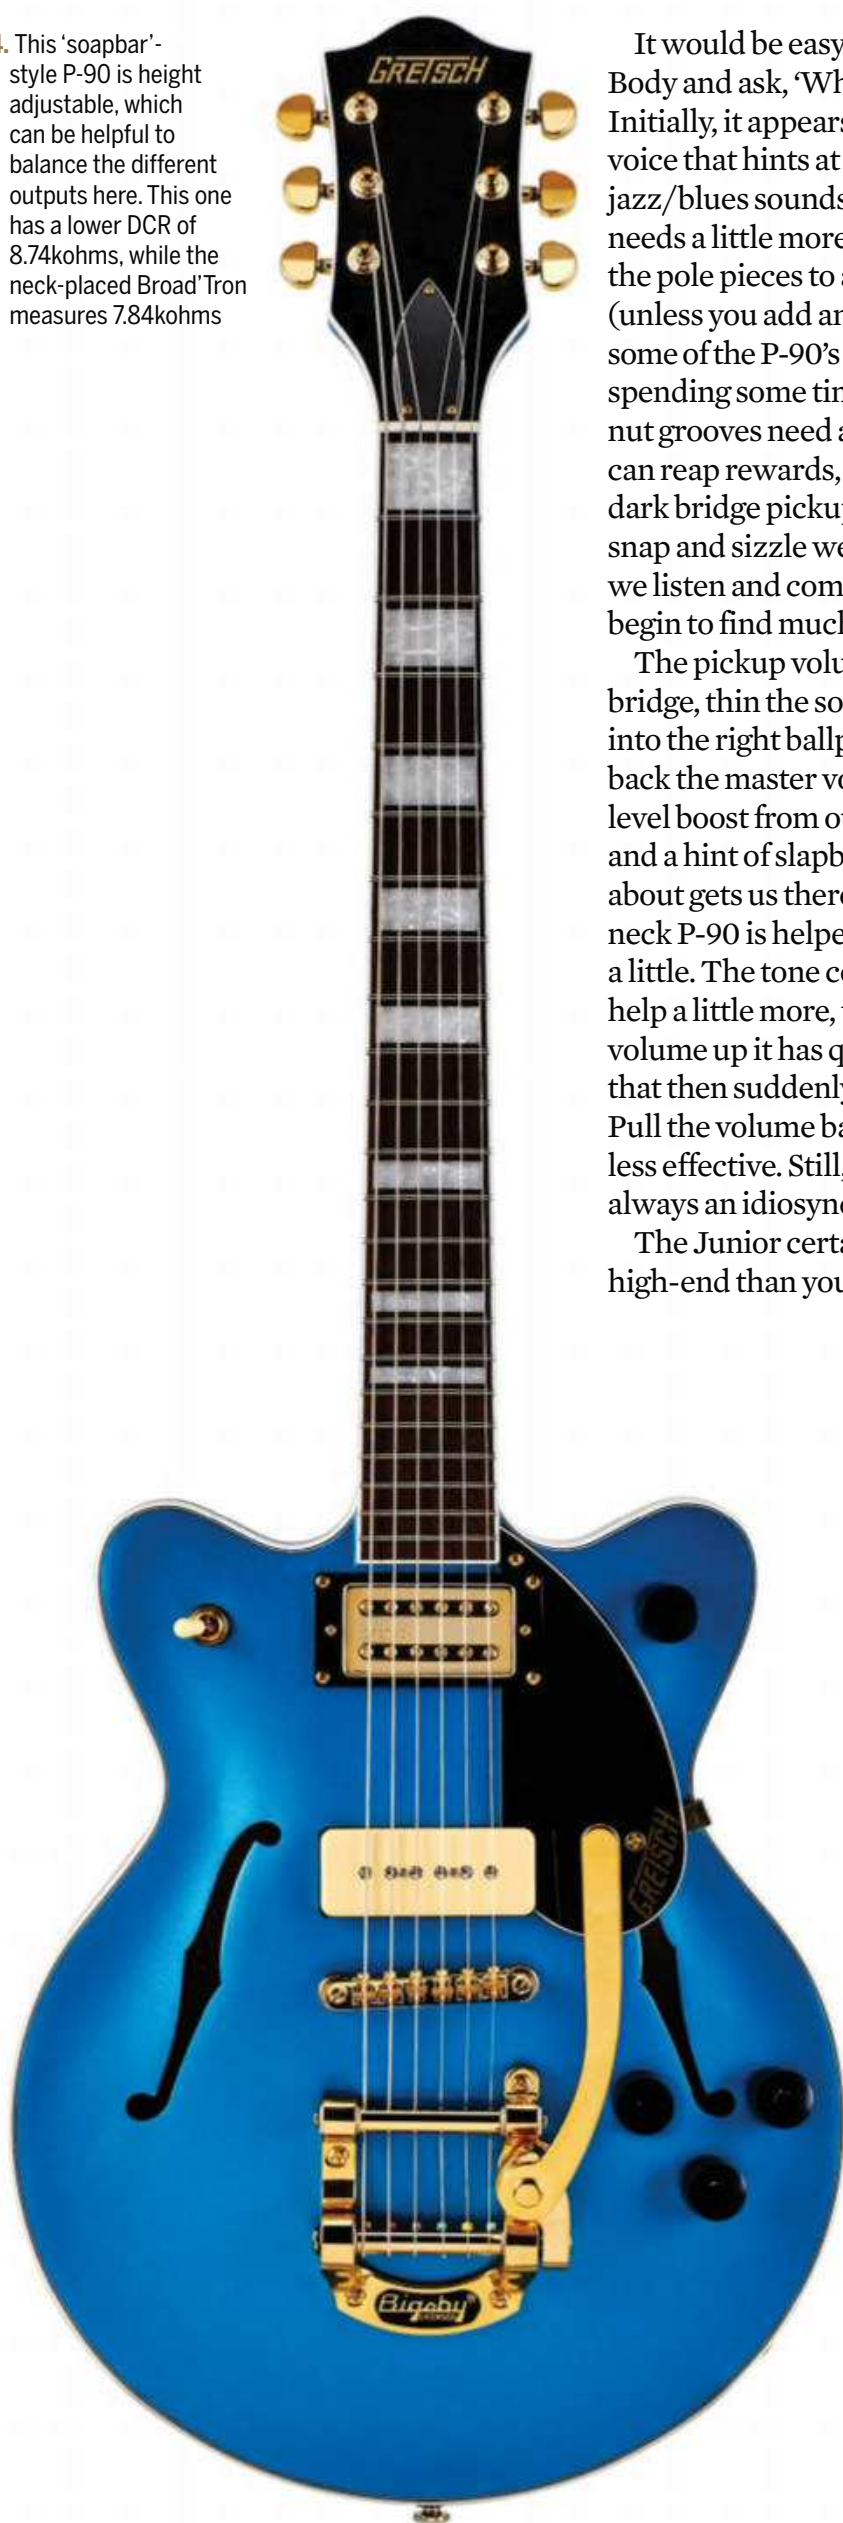 4. This ‘soapbar’-
style P-90 is height
adjustable, which
can be helpful to
balance the different
outputs here. This one
has a lower DCR of
8.74kohms, while the
neck-placed Broad’Tron
measures 7.84kohms
GRETSCH
It would be easy
Body and ask, ‘Wh
Initially, it appears
voice that hints at
jazz/blues sounds
needs a little more
the pole pieces to a
(unless you add an
some of the P-90’s
spending some tin
nut grooves need a
can reap rewards,
dark bridge pickup
snap and sizzle we
we listen and com
begin to find much
The pickup volu
bridge, thin the so
into the right ballp
back the master vo
level boost from ou
and a hint of slapb
about gets us there
neck P-90 is helpe
a little. The tone co
help a little more, t
volume up it has q
that then suddenly
Pull the volume ba
less effective. Still,
always an idiosync
The Junior certa
high-end than you
GRETSCH
Bigsby
LICENSED